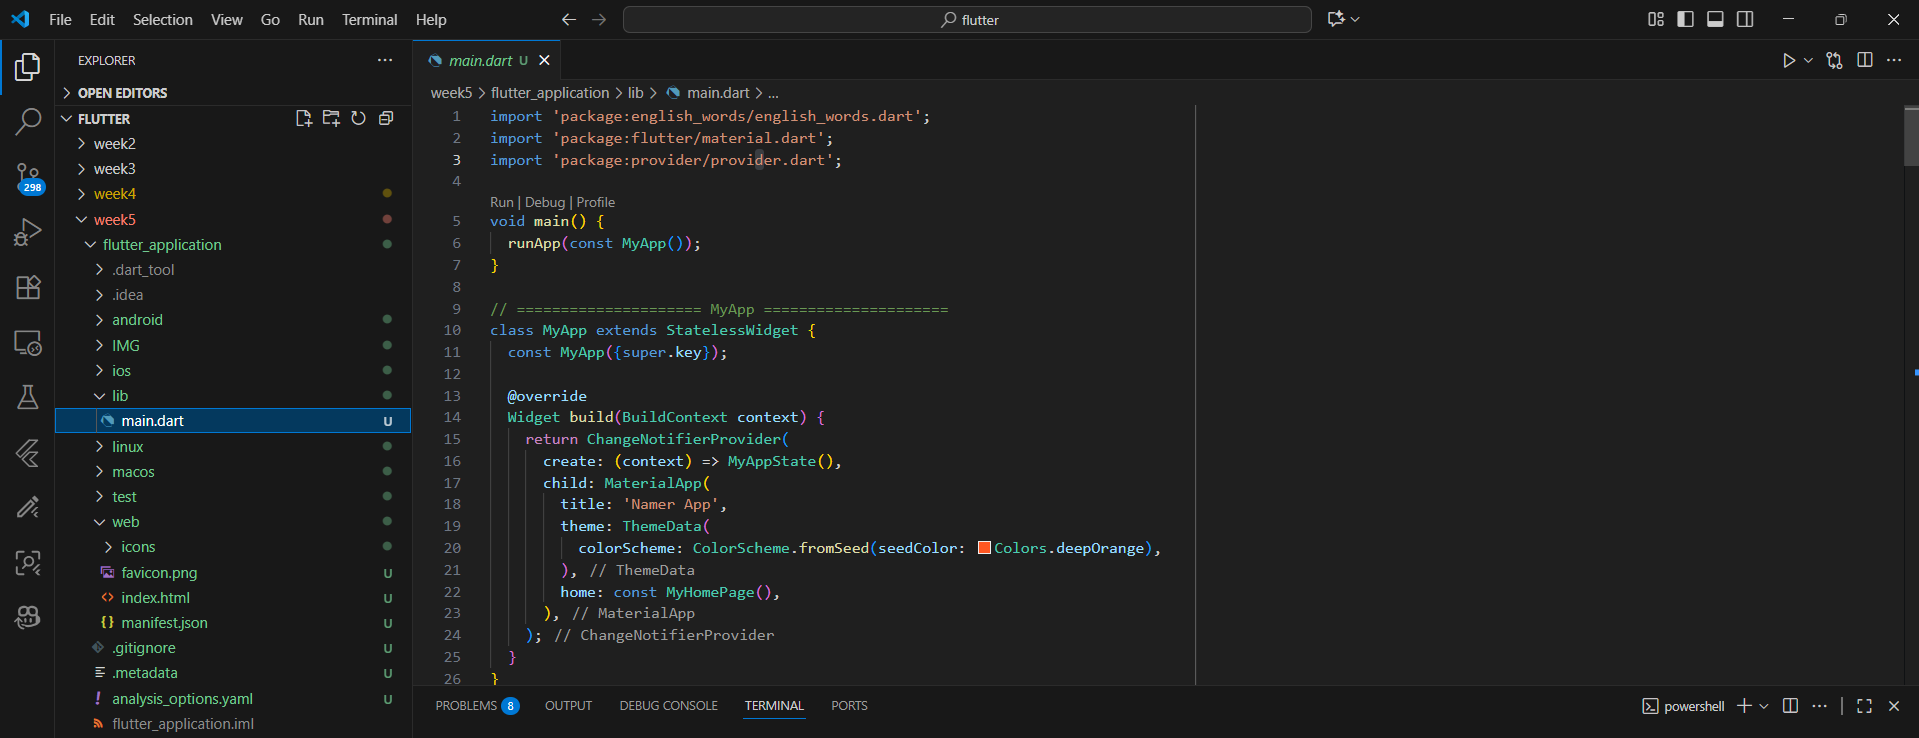 File Edit Selection View Go Run Terminal Help
flutter
EXPLORER
OPEN EDITORS
FLUTTER
week2
week3
week4
week5
flutter_application
.dart_tool
.idea
android
IMG
ios
lib
main.dart U
linux
macos
test
web
icons
favicon.png U
index.html U
manifest.json U
.gitignore U
.metadata U
analysis_options.yaml U
flutter_application.iml
298
main.dart U
week5 > flutter_application > lib > main.dart > ...
1 import 'package:english_words/english_words.dart';
2 import 'package:flutter/material.dart';
3 import 'package:provider/provider.dart';
4
Run | Debug | Profile
5 void main() {
6 runApp(const MyApp());
7 }
8
9 // ===================== MyApp =====================
10 class MyApp extends StatelessWidget {
11 const MyApp({super.key});
12
13 @override
14 Widget build(BuildContext context) {
15 return ChangeNotifierProvider(
16 create: (context) => MyAppState(),
17 child: MaterialApp(
18 title: 'Namer App',
19 theme: ThemeData(
20 colorScheme: ColorScheme.fromSeed(seedColor: Colors.deepOrange),
21 ), // ThemeData
22 home: const MyHomePage(),
23 ), // MaterialApp
24 ); // ChangeNotifierProvider
25 }
26 }
PROBLEMS 8 OUTPUT DEBUG CONSOLE TERMINAL PORTS
powershell